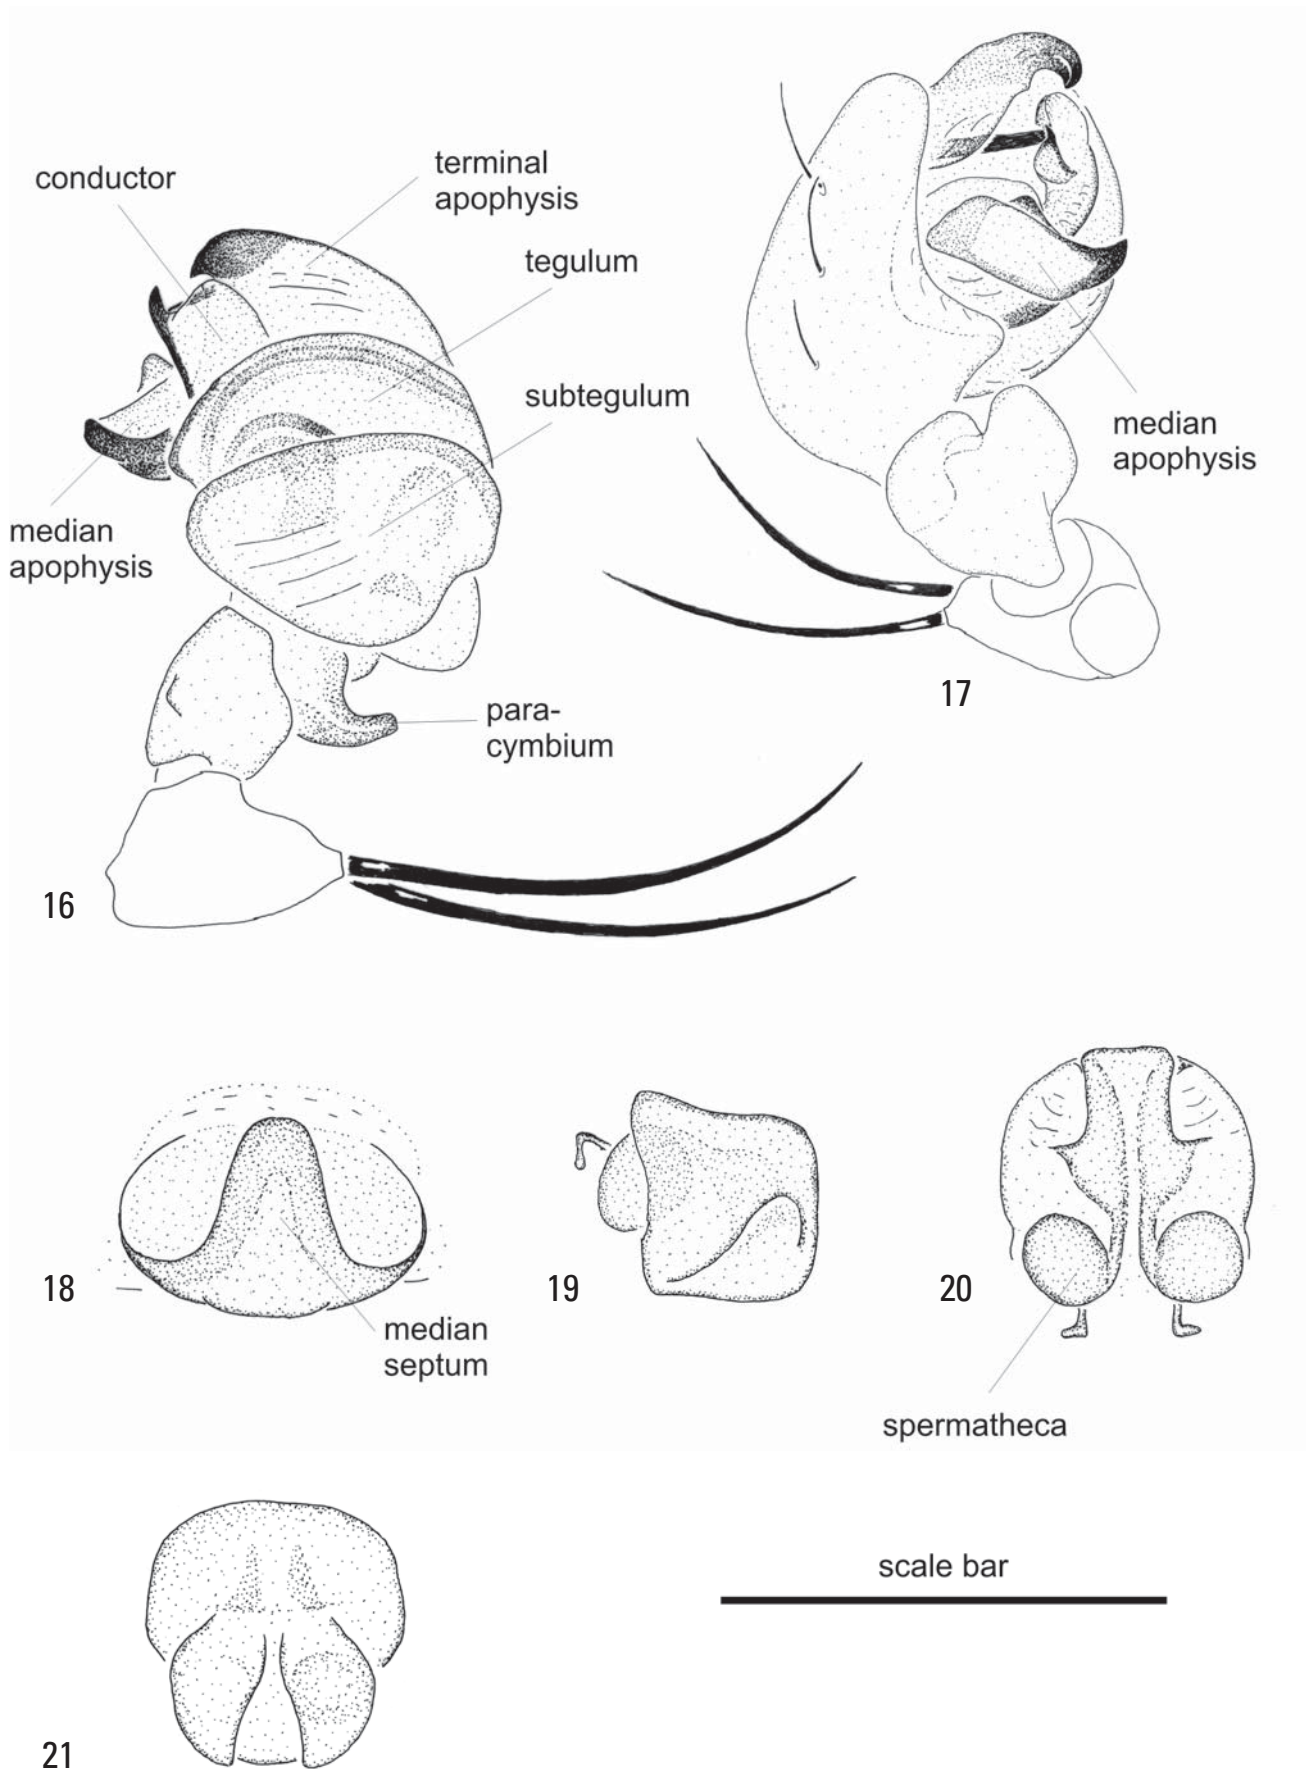 conductor
terminal
apophysis
tegulum
subtegulum
median
apophysis
para-
cymbium
16
median
apophysis
17
18
median
septum
19
20
spermatheca
21
scale bar